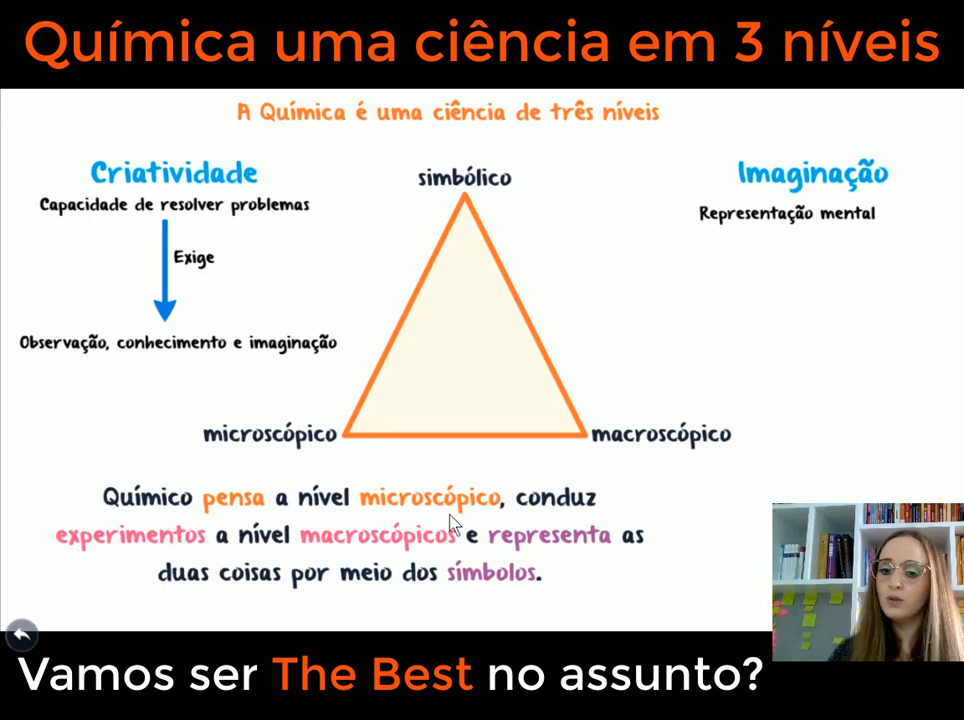 Química uma ciência em 3 níveis
A Química é uma ciência de três níveis
Criatividade
Capacidade de resolver problemas
Exige
Observação, conhecimento e imaginação
simbólico
Imaginação
Representação mental
microscópico
macroscópico
Químico pensa a nível microscópico, conduz
experimentos a nível macroscópicos e representa as
duas coisas por meio dos símbolos.
Vamos ser The Best no assunto?